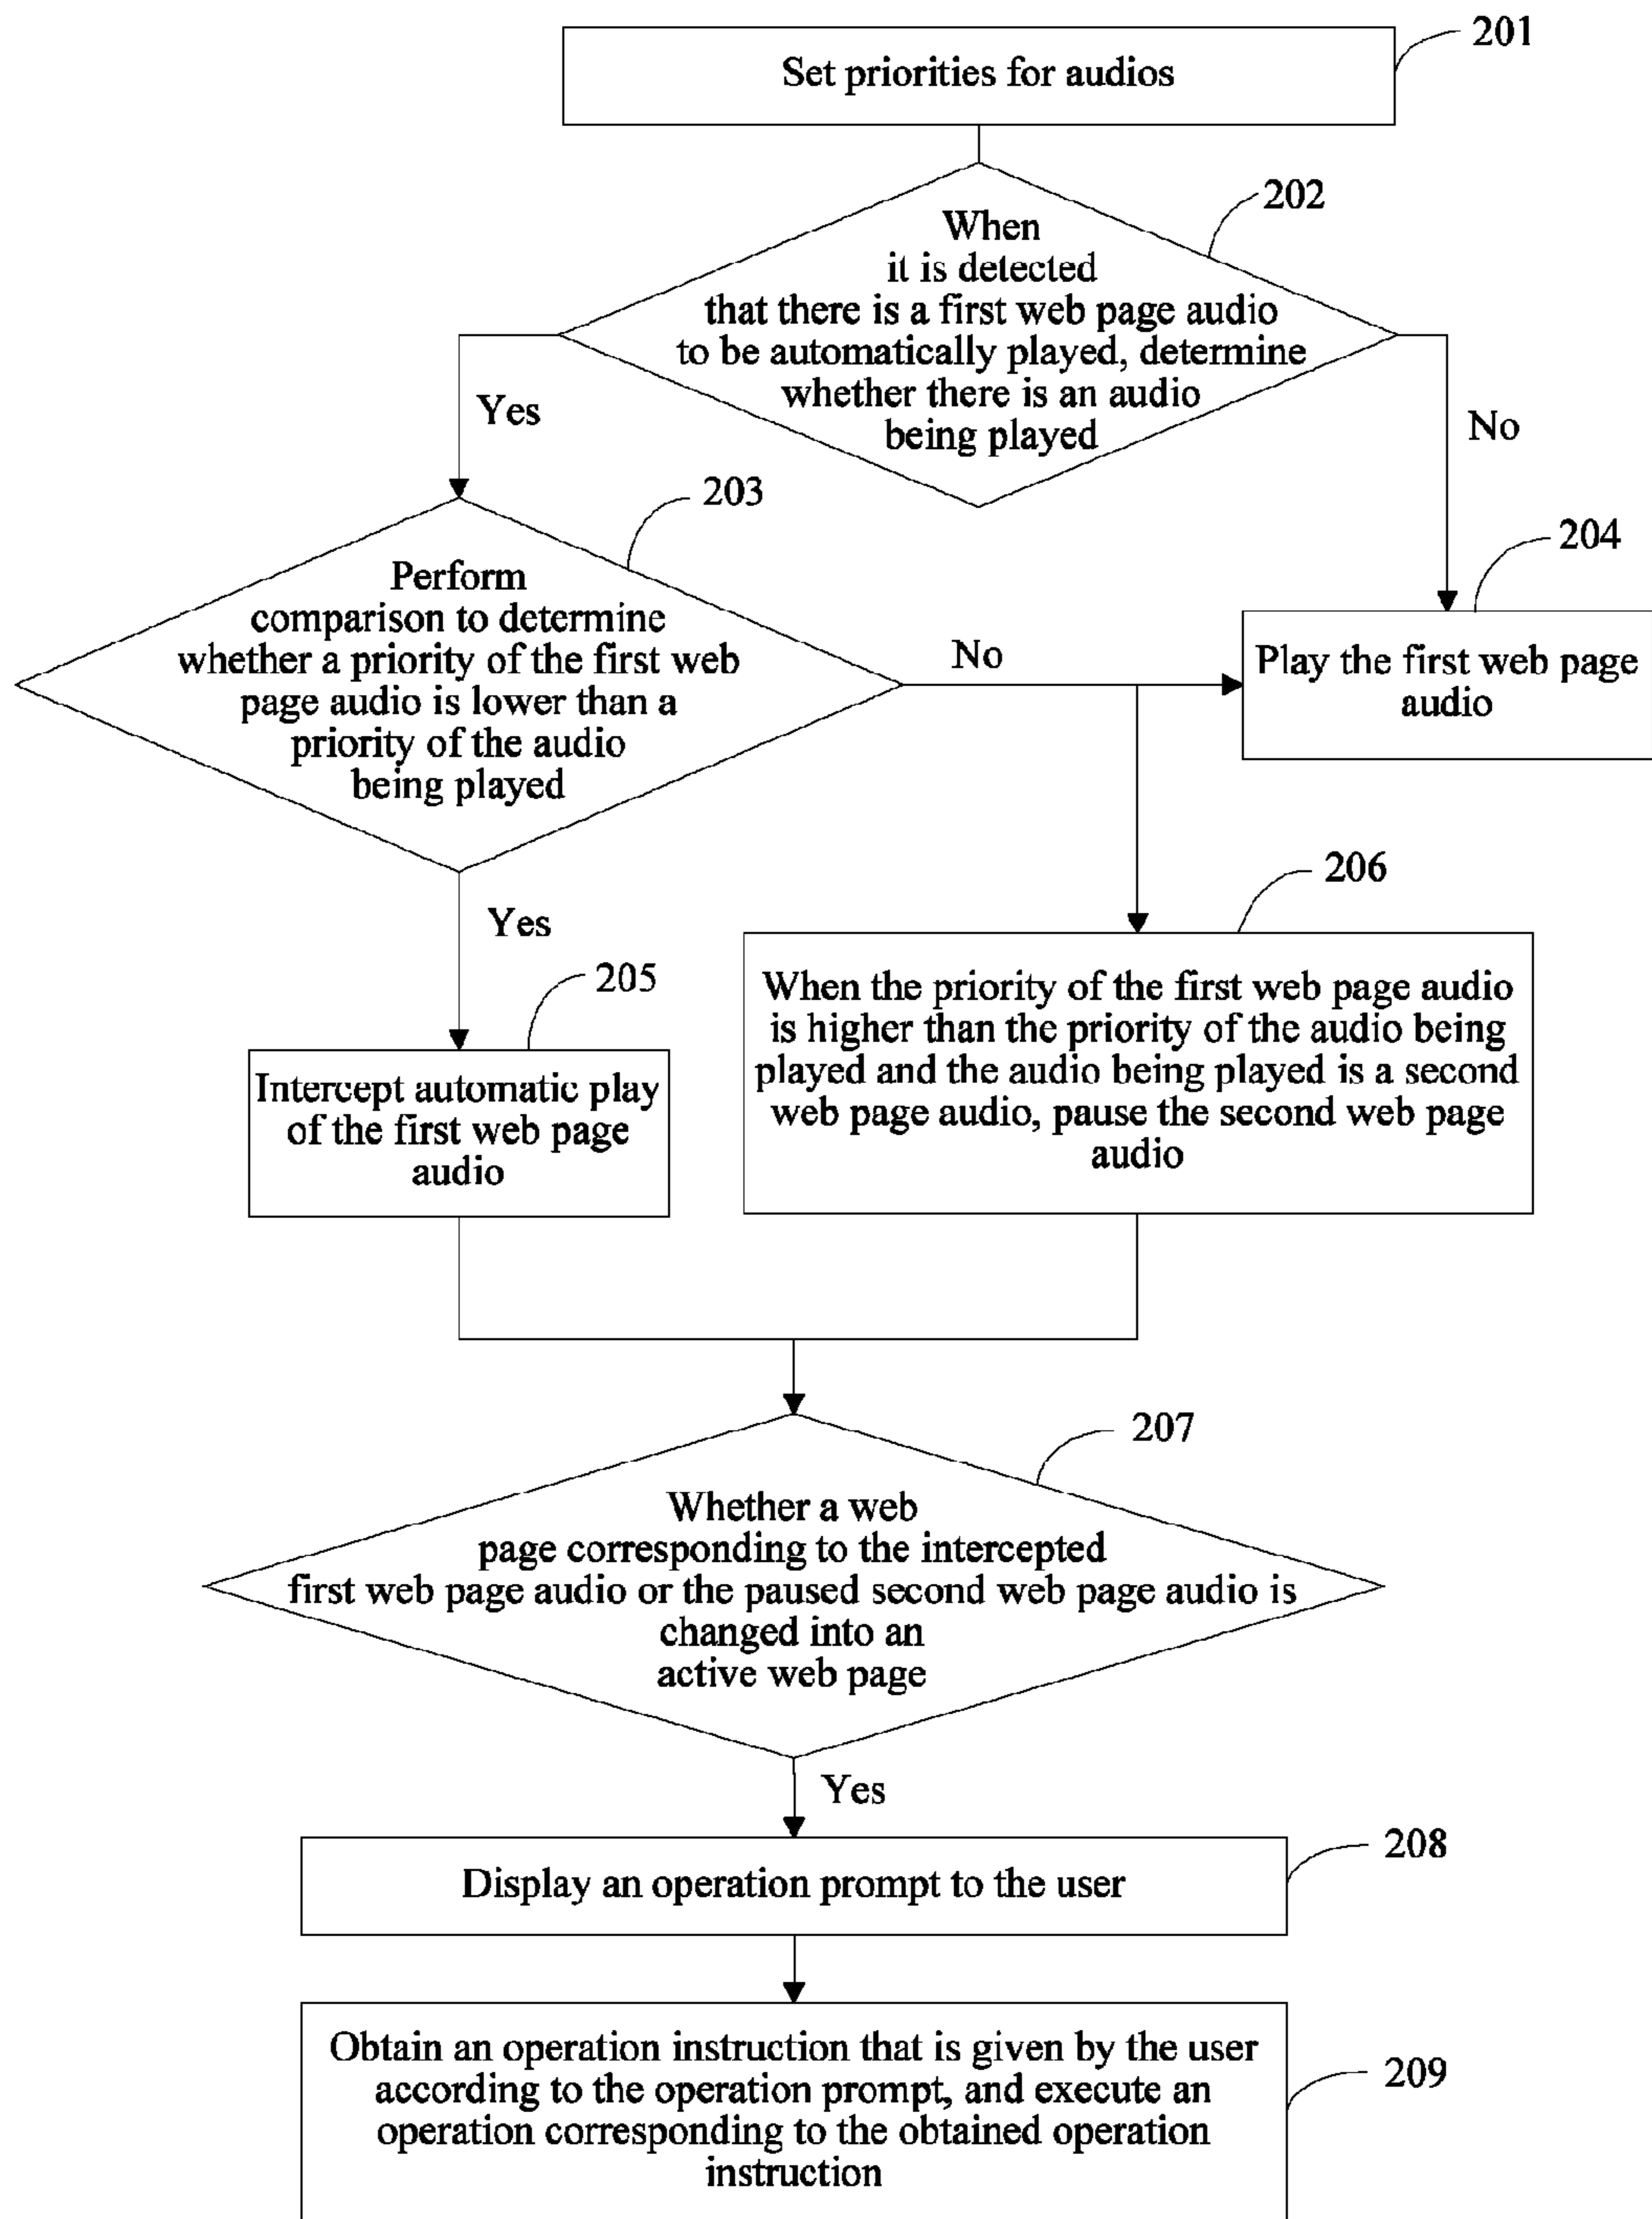 201
Set priorities for audios
202
When
it is detected
that there is a first web page audio
to be automatically played, determine
whether there is an audio
being played
Yes
No
203
204
Perform
comparison to determine
whether a priority of the first web
page audio is lower than a
priority of the audio
being played
No
Play the first web page
audio
206
Yes
205
When the priority of the first web page audio
is higher than the priority of the audio being
played and the audio being played is a second
web page audio, pause the second web page
audio
Intercept automatic play
of the first web page
audio
207
Whether a web
page corresponding to the intercepted
first web page audio or the paused second web page audio is
changed into an
active web page
Yes
208
Display an operation prompt to the user
209
Obtain an operation instruction that is given by the user
according to the operation prompt, and execute an
operation corresponding to the obtained operation
instruction